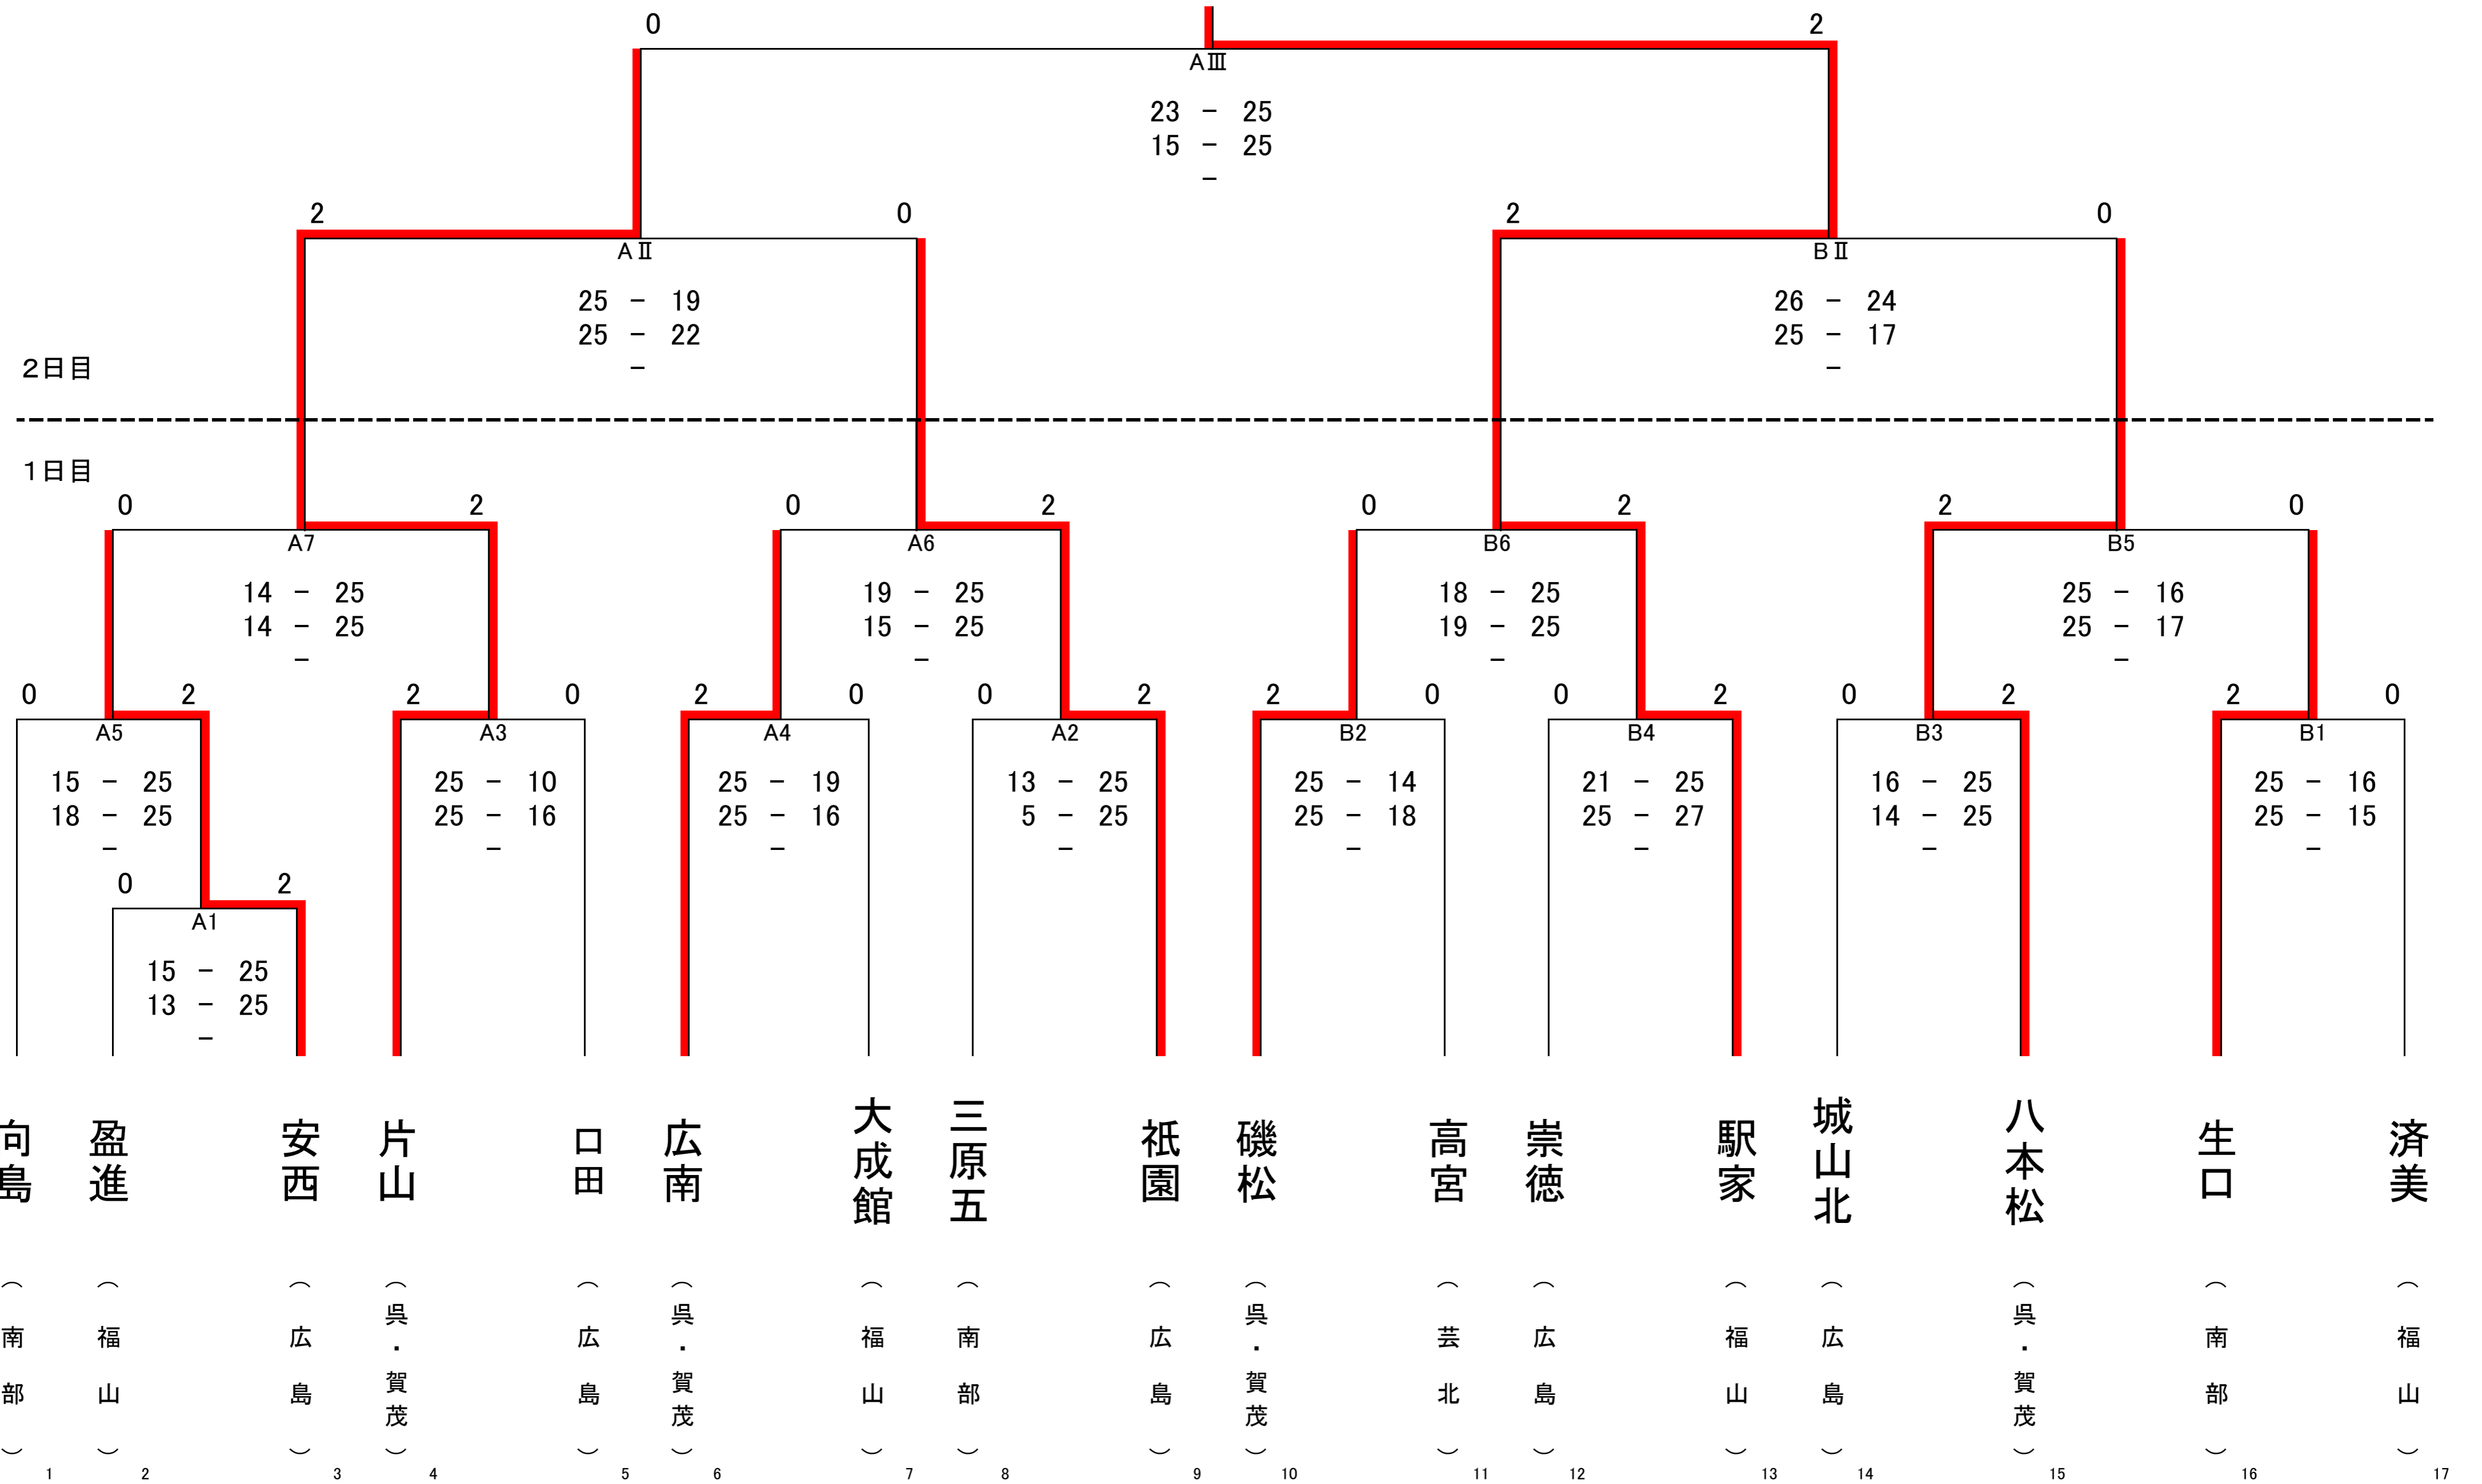 0 2
AⅢ
23 - 25
15 - 25
-
2 0 2 0
AⅡ BⅡ
25 - 19 26 - 24
25 - 22 25 - 17
- -
2日目
1日目
0 2 0 2 0 2 2 0
A7 A6 B6 B5
14 - 25 19 - 25 18 - 25 25 - 16
14 - 25 15 - 25 19 - 25 25 - 17
- - - -
0 2 2 0 2 0 0 2 2 0 0 2 0 2 2 0
A5 A3 A4 A2 B2 B4 B3 B1
15 - 25 25 - 10 25 - 19 13 - 25 25 - 14 21 - 25 16 - 25 25 - 16
18 - 25 25 - 16 25 - 16 5 - 25 25 - 18 25 - 27 14 - 25 25 - 15
- - - - - - - -
0 2
A1
15 - 25
13 - 25
-
向島
盈進
安西
片山
口田
広南
大成館
三原五
祇園
磯松
高宮
崇徳
駅家
城山北
八本松
生口
済美
(南部)
(福山)
(広島)
(呉・賀茂)
(広島)
(呉・賀茂)
(福山)
(南部)
(広島)
(呉・賀茂)
(芸北)
(広島)
(福山)
(広島)
(呉・賀茂)
(南部)
(福山)
1 2 3 4 5 6 7 8 9 10 11 12 13 14 15 16 17